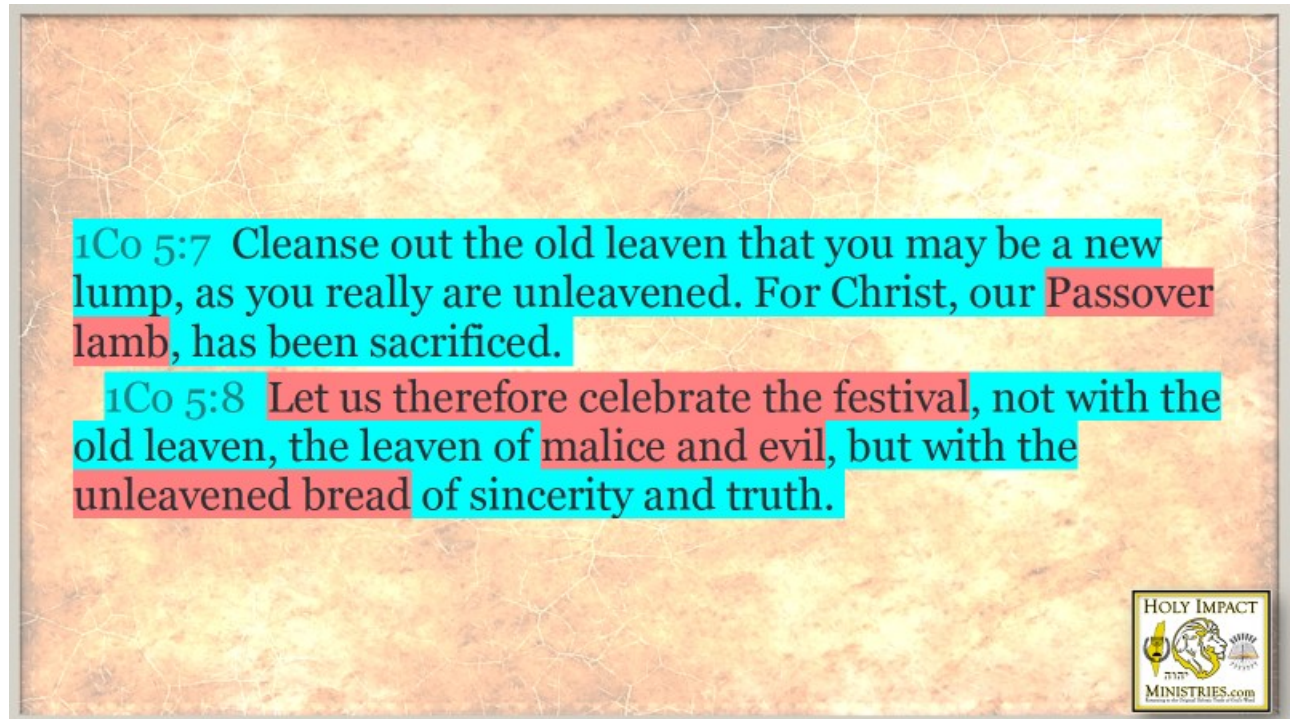 1Co 5:7 Cleanse out the old leaven that you may be a new
lump, as you really are unleavened. For Christ, our Passover
lamb, has been sacrificed.
1Co 5:8 Let us therefore celebrate the festival, not with the
old leaven, the leaven of malice and evil, but with the
unleavened bread of sincerity and truth.
HOLY IMPACT
יהוה
MINISTRIES.com